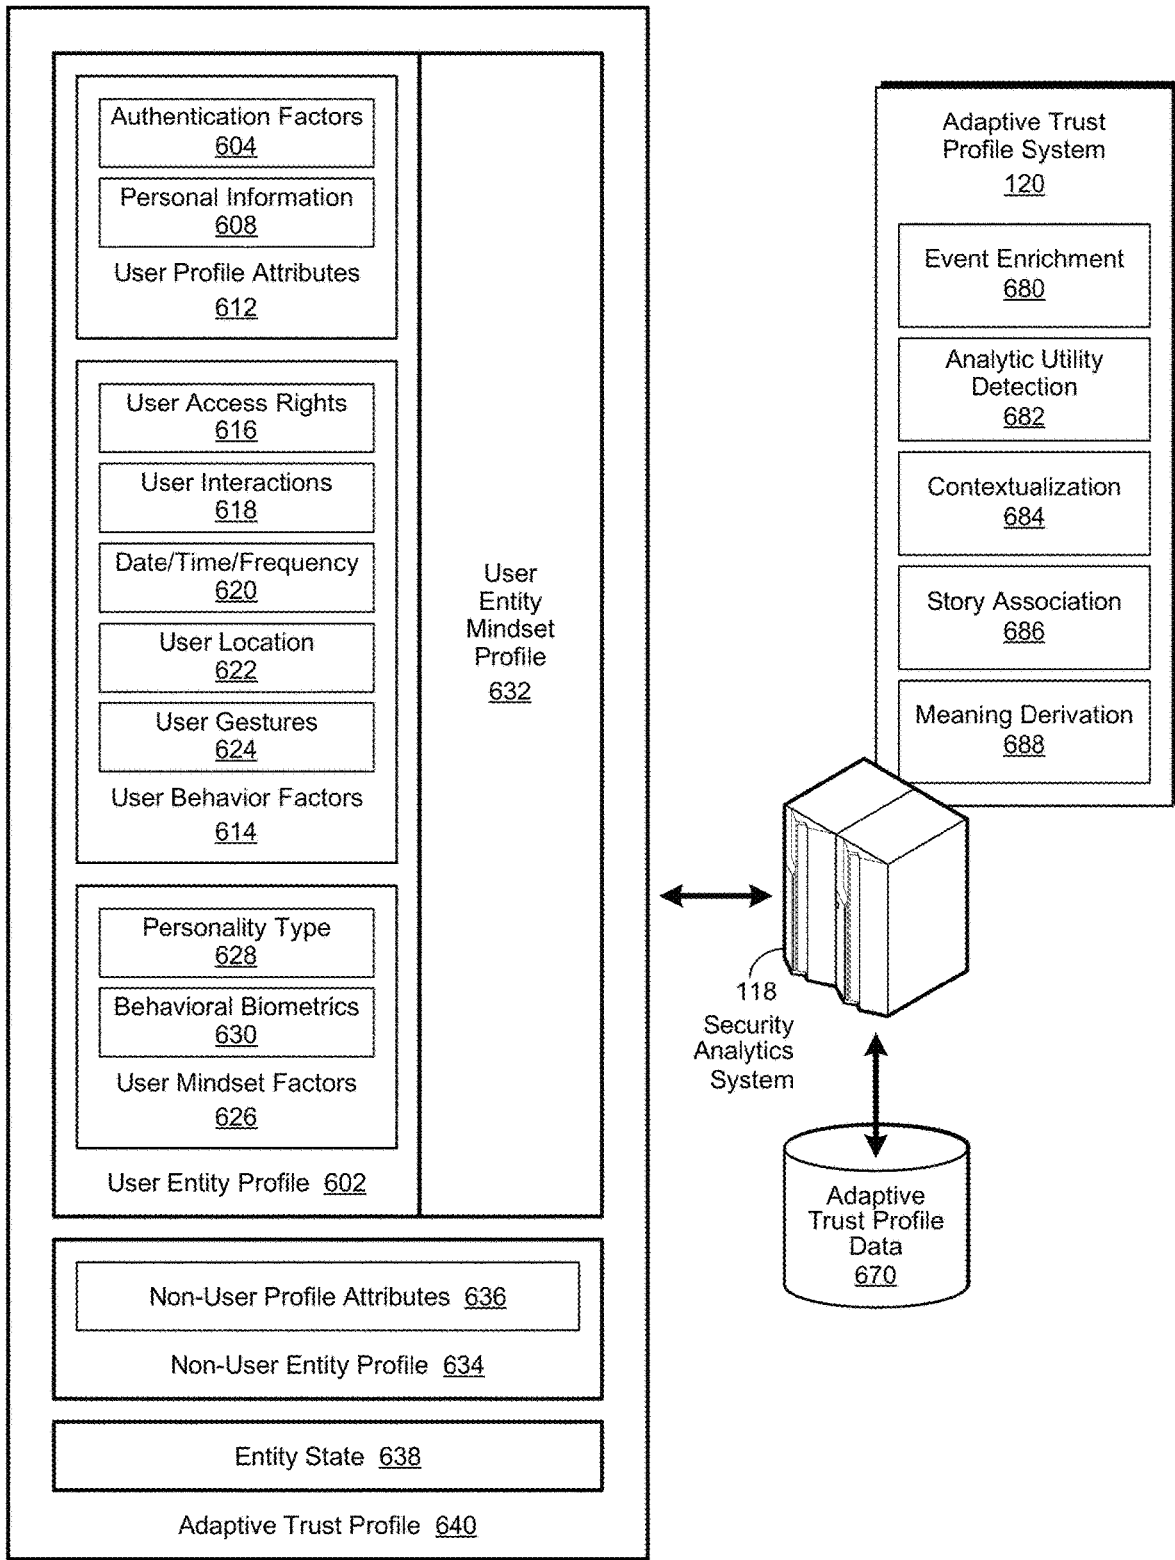 Authentication Factors
604
Personal Information
608
User Profile Attributes
612
User Access Rights
616
User Interactions
618
Date/Time/Frequency
620
User Location
622
User Gestures
624
User Behavior Factors
614
Personality Type
628
Behavioral Biometrics
630
User Mindset Factors
626
User Entity Profile 602
User
Entity
Mindset
Profile
632
Non-User Profile Attributes 636
Non-User Entity Profile 634
Entity State 638
Adaptive Trust Profile 640
Adaptive Trust
Profile System
120
Event Enrichment
680
Analytic Utility
Detection
682
Contextualization
684
Story Association
686
Meaning Derivation
688
118
Security
Analytics
System
Adaptive
Trust Profile
Data
670